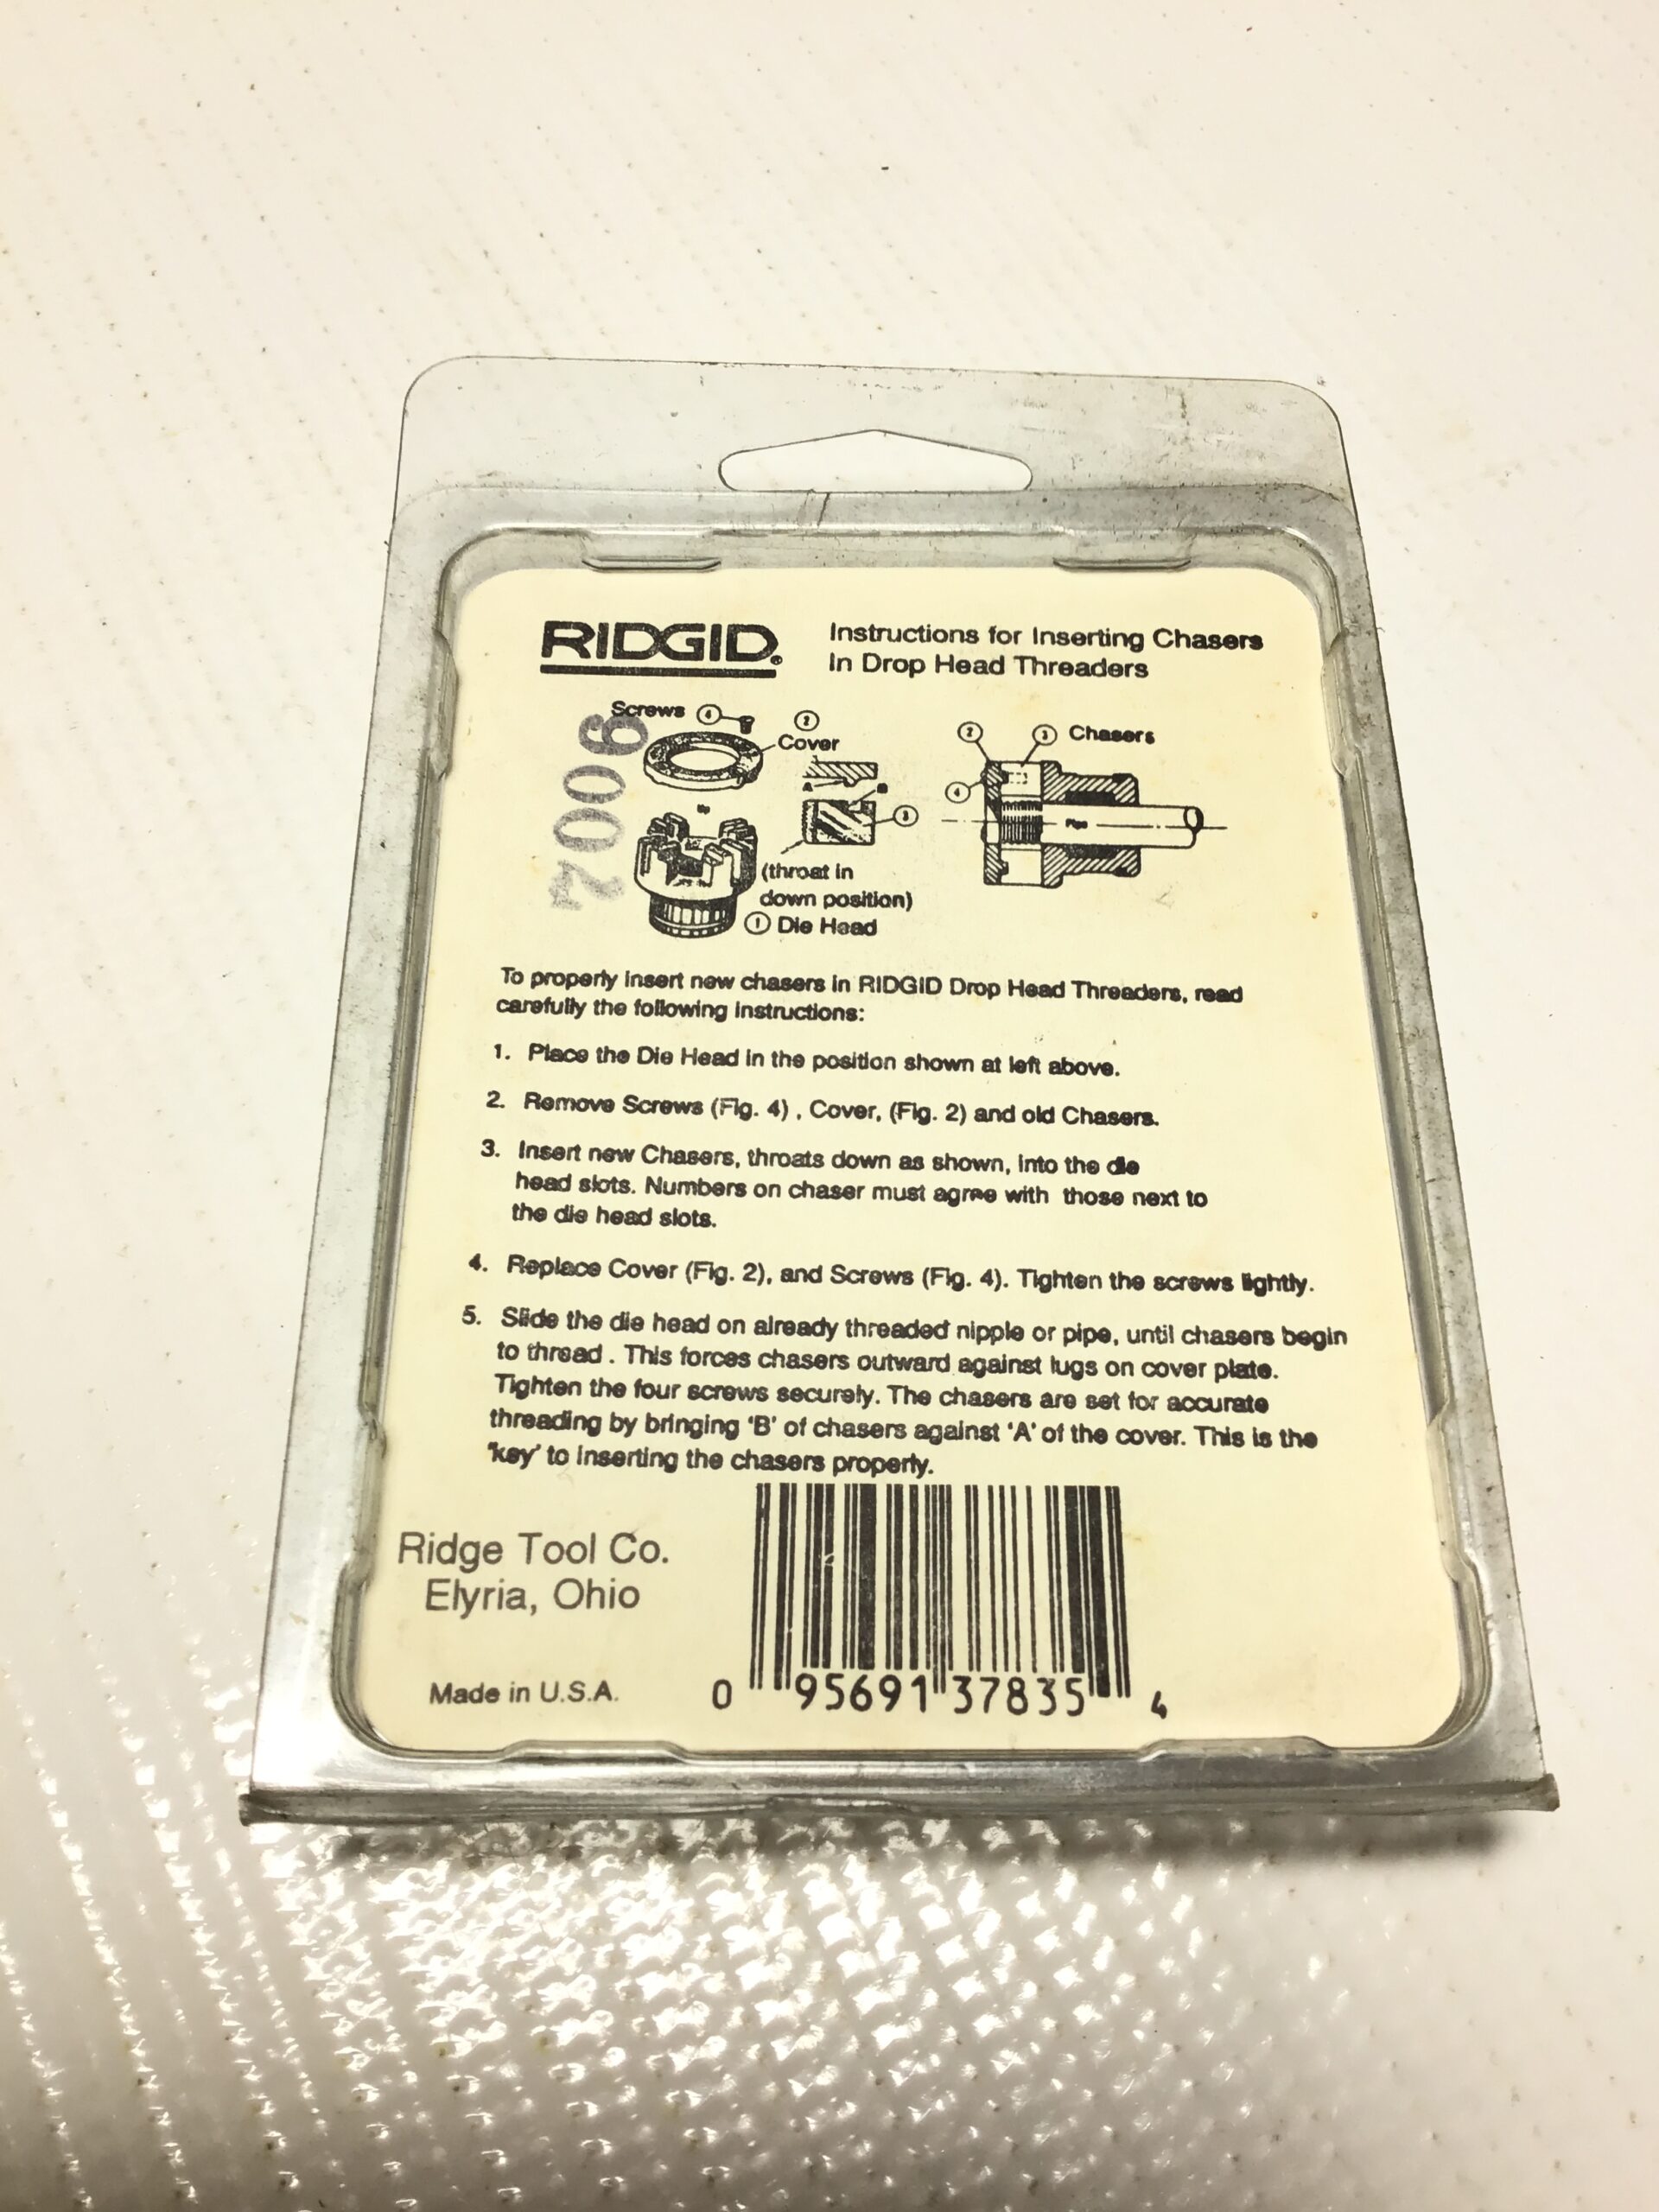 RIDGID®
Instructions for Inserting Chasers
In Drop Head Threaders
Screws 4
2
Cover
A
B
3
(throat in
down position)
1 Die Head
2
3 Chasers
4
Pipe
To properly insert new chasers in RIDGID Drop Head Threaders, read
carefully the following instructions:
1. Place the Die Head in the position shown at left above.
2. Remove Screws (Fig. 4) , Cover, (Fig. 2) and old Chasers.
3. Insert new Chasers, throats down as shown, into the die
head slots. Numbers on chaser must agree with those next to
the die head slots.
4. Replace Cover (Fig. 2), and Screws (Fig. 4). Tighten the screws lightly.
5. Slide the die head on already threaded nipple or pipe, until chasers begin
to thread . This forces chasers outward against lugs on cover plate.
Tighten the four screws securely. The chasers are set for accurate
threading by bringing 'B' of chasers against 'A' of the cover. This is the
'key' to inserting the chasers properly.
Ridge Tool Co.
Elyria, Ohio
Made in U.S.A.
0 95691 37835 4